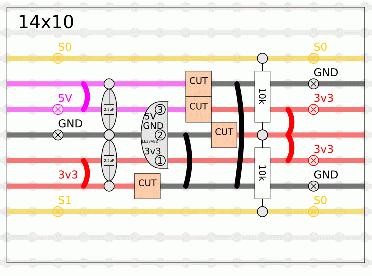 14x10
S0 S0
CUT GND
5V CUT 3v3
GND 3 5V GND 2 CUT 10k
3v3 1 3v3
3v3 CUT 10k GND
S1 S0